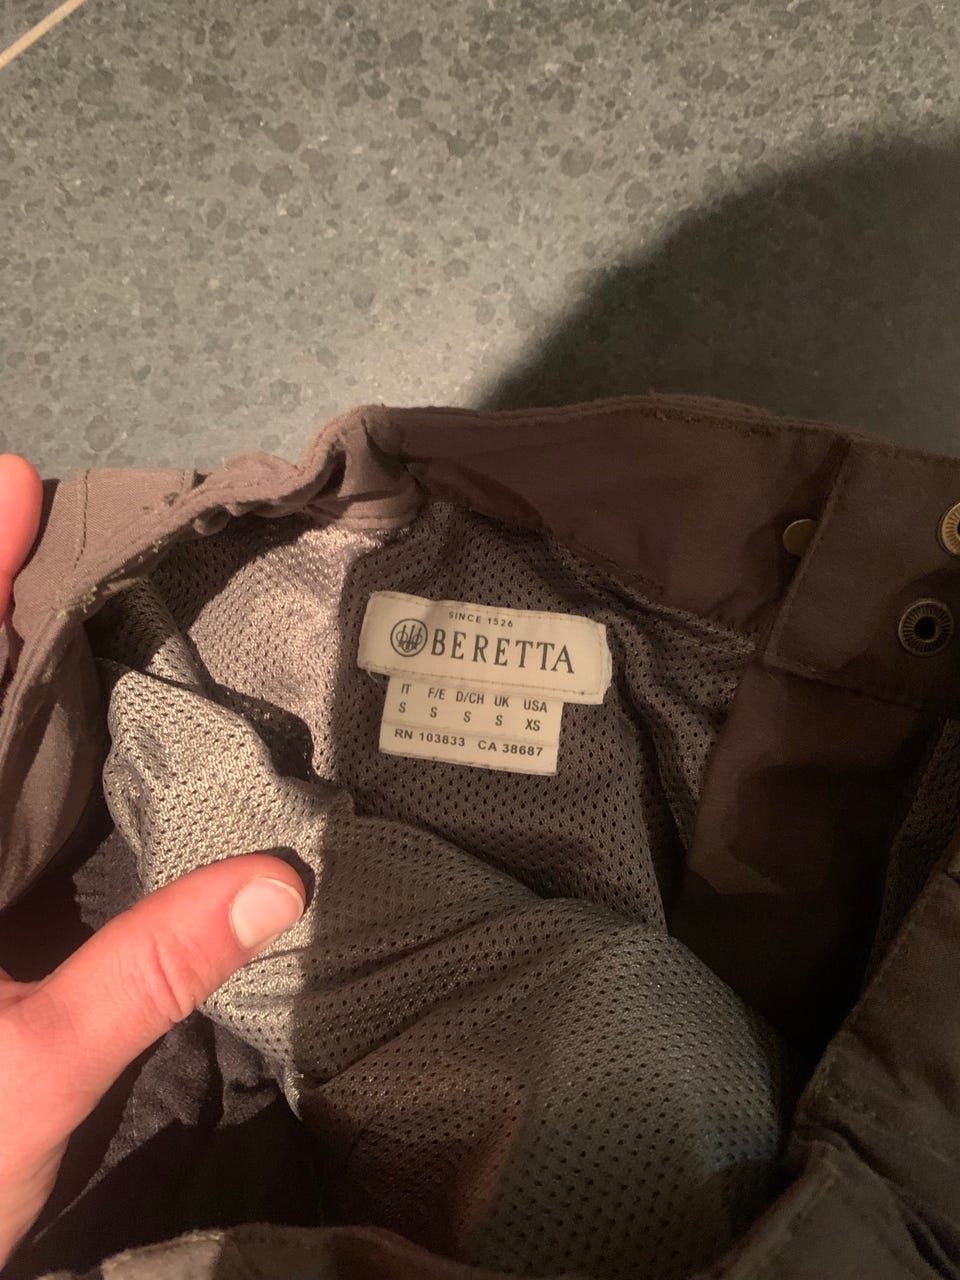 SINCE 1526
BERETTA
IT F/E D/CH UK USA
S S S S XS
RN 103833 CA 38687